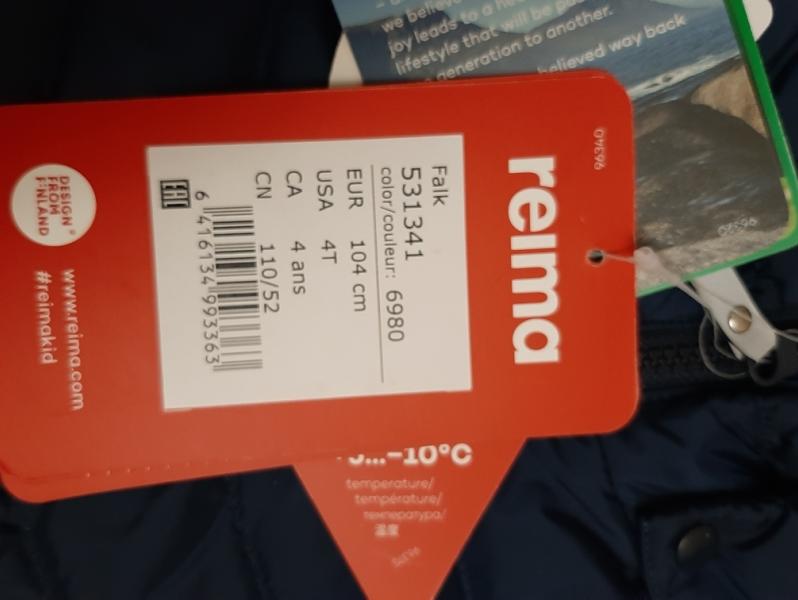 we believe
joy leads to a
lifestyle that will be
generation to another.
believed way back
96340
96320
reima
Falk
531341
color/couleur: 6980
EUR 104 cm
USA 4T
CA 4 ans
CN 110/52
6 416134 993363
EAC
DESIGN
FROM
FINLAND
www.reima.com
#reimakid
-10°C
temperature/
température/
температура/
温度